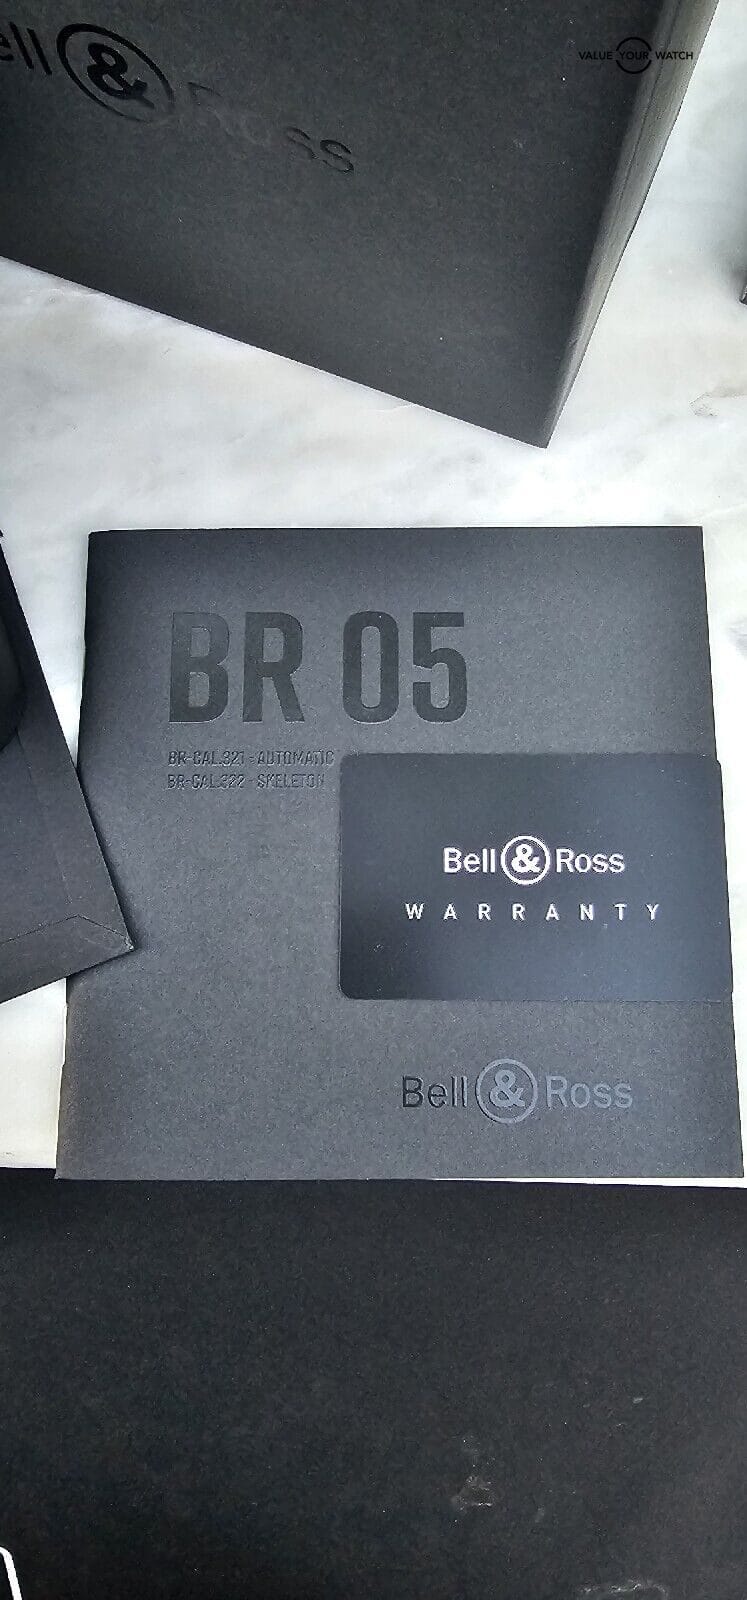 VALUE YOUR WATCH
ell & Ross
BR 05
BR-CAL.321 - AUTOMATIC
BR-CAL.322 - SKELETON
Bell & Ross
WARRANTY
Bell & Ross